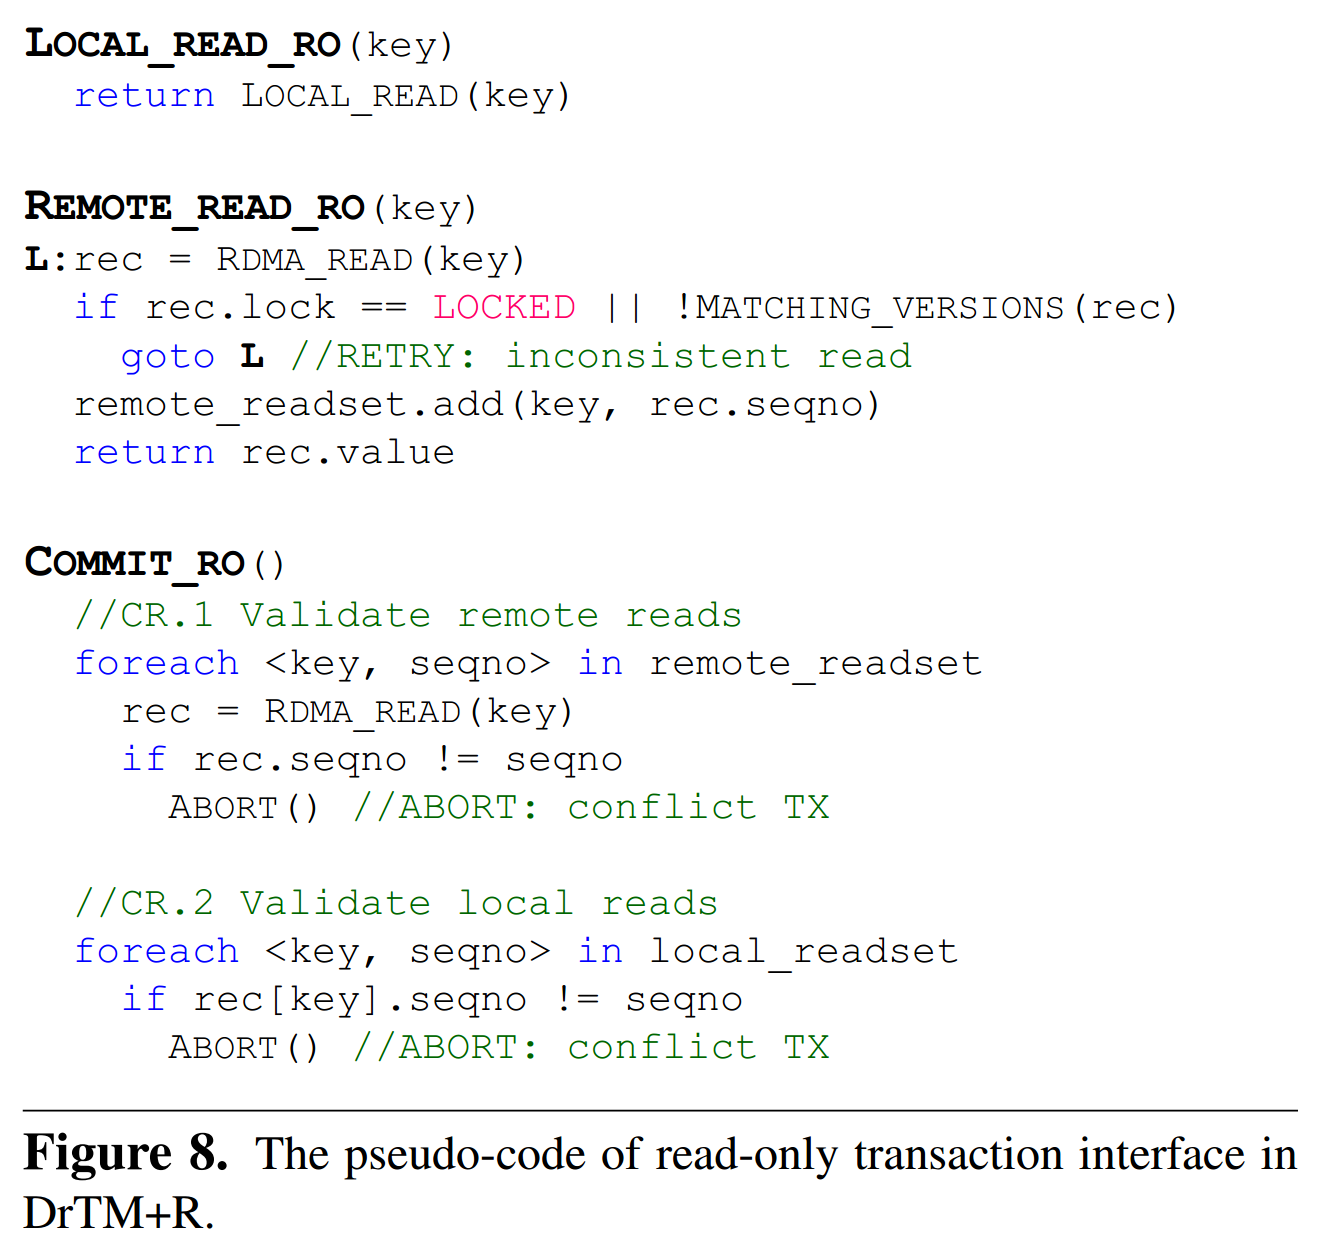 LOCAL_READ_RO(key)
return LOCAL_READ(key)
REMOTE_READ_RO(key)
L:rec = RDMA_READ(key)
if rec.lock == LOCKED || !MATCHING_VERSIONS(rec)
goto L //RETRY: inconsistent read
remote_readset.add(key, rec.seqno)
return rec.value
COMMIT_RO()
//CR.1 Validate remote reads
foreach <key, seqno> in remote_readset
rec = RDMA_READ(key)
if rec.seqno != seqno
ABORT() //ABORT: conflict TX
//CR.2 Validate local reads
foreach <key, seqno> in local_readset
if rec[key].seqno != seqno
ABORT() //ABORT: conflict TX
Figure 8. The pseudo-code of read-only transaction interface in
DrTM+R.